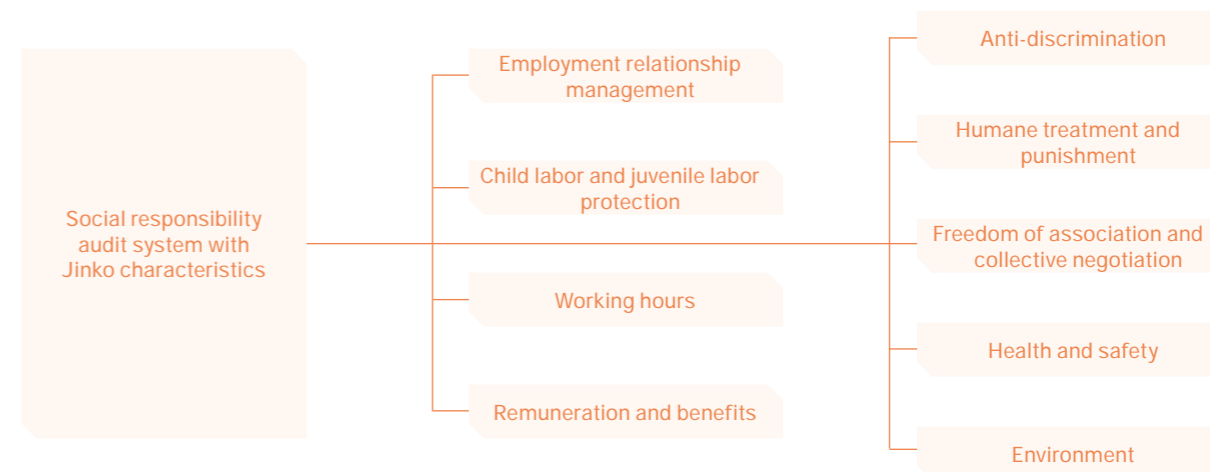 Social responsibility
audit system with
Jinko characteristics
Employment relationship
management
Child labor and juvenile labor
protection
Working hours
Remuneration and benefits
Anti-discrimination
Humane treatment and
punishment
Freedom of association and
collective negotiation
Health and safety
Environment